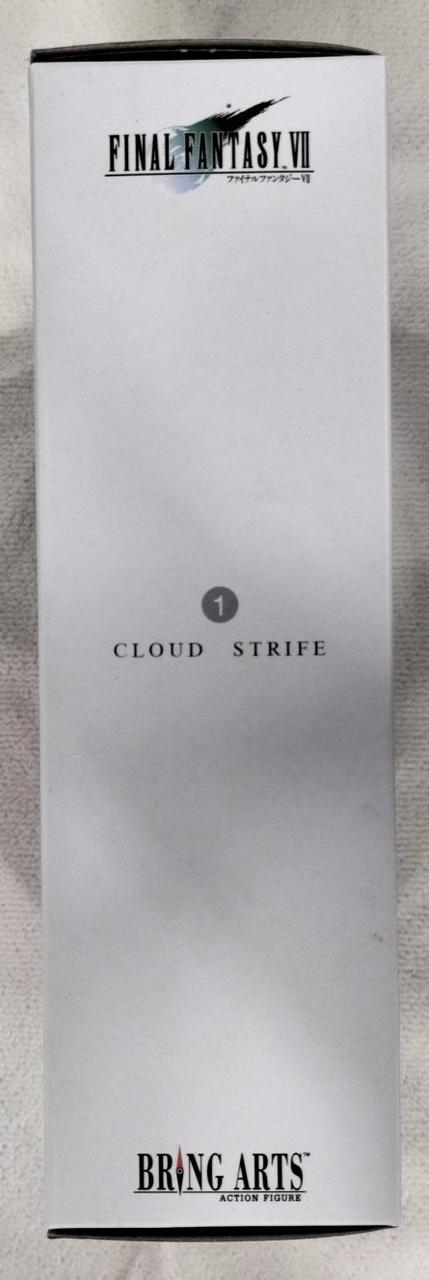 FINAL FANTASY VII
ファイナルファンタジーVII
1
CLOUD STRIFE
BRING ARTS™
ACTION FIGURE